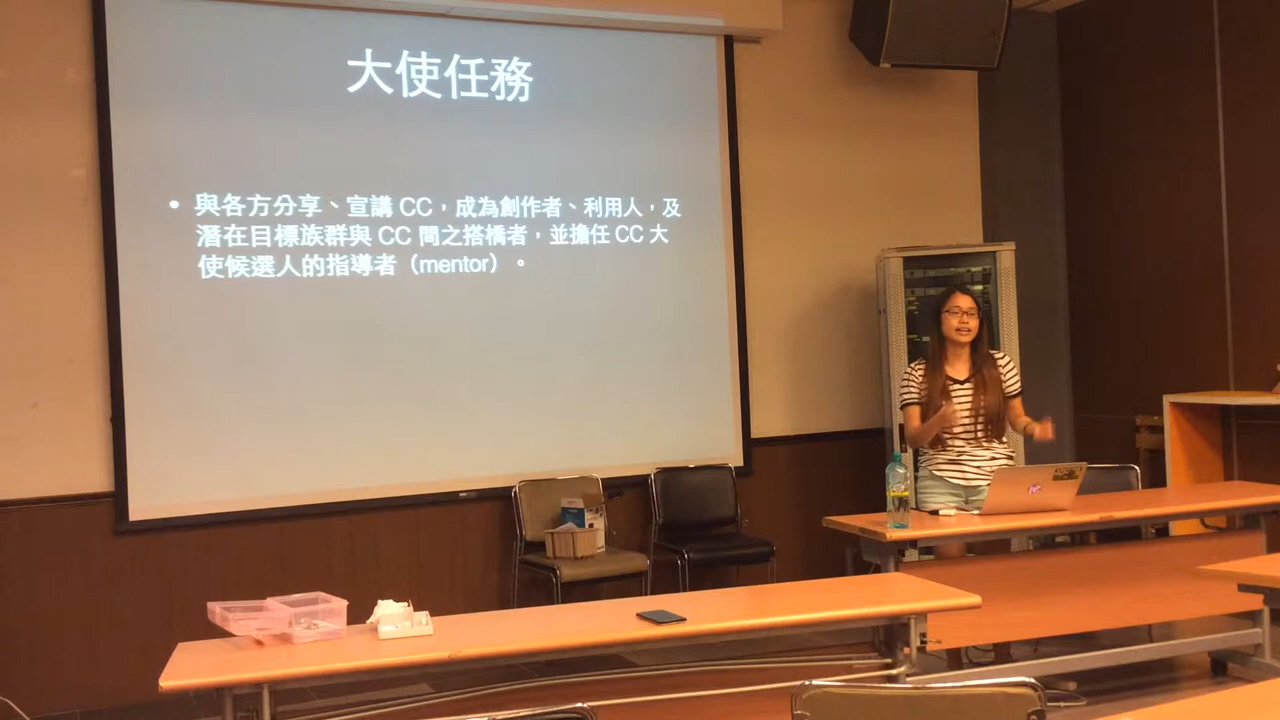 大使任務
• 與各方分享、宣講 CC，成為創作者、利用人，及
潛在目標族群與 CC 間之搭橋者，並擔任 CC 大
使候選人的指導者（mentor）。